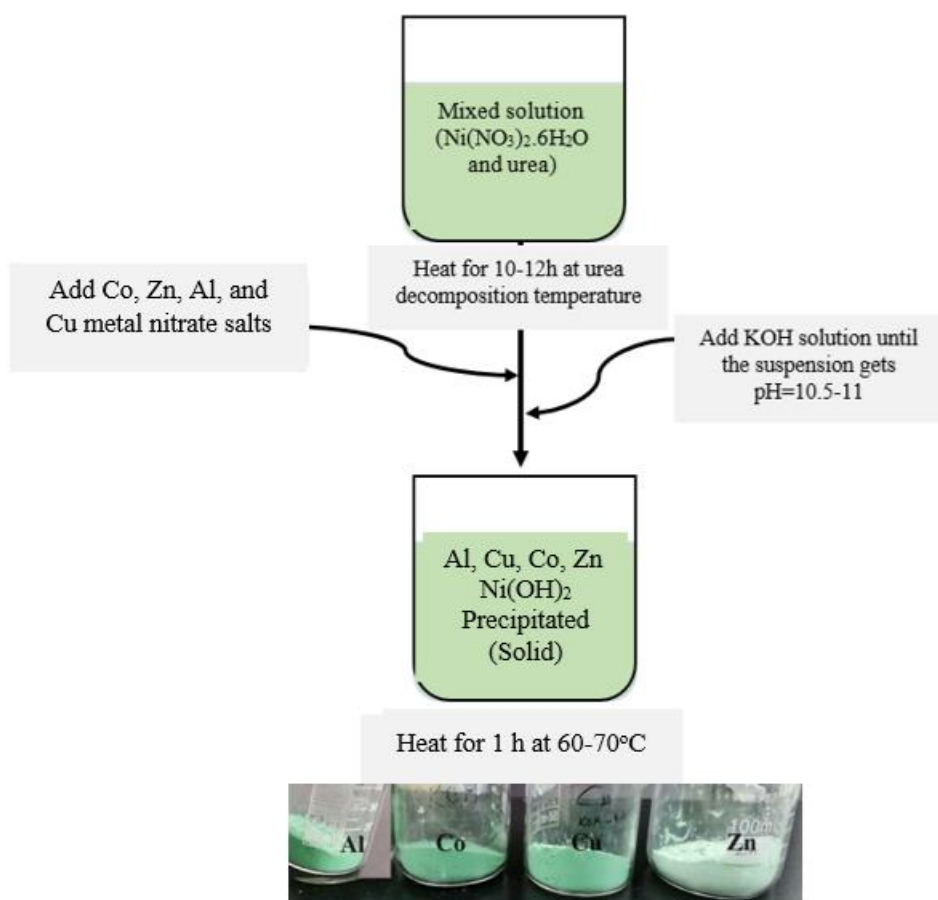 Mixed solution
(Ni(NO₃)₂.6H₂O
and urea)
Heat for 10-12h at urea
decomposition temperature
Add Co, Zn, Al, and
Cu metal nitrate salts
Add KOH solution until
the suspension gets
pH=10.5-11
Al, Cu, Co, Zn
Ni(OH)₂
Precipitated
(Solid)
Heat for 1 h at 60-70°C
Al
Co
Cu
Zn
100m